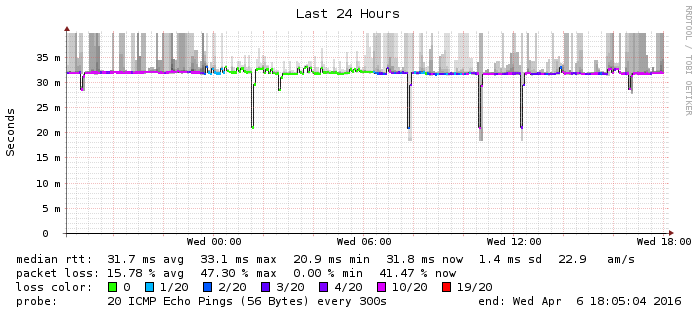 Last 24 Hours
RRDTOOL / TOBI OETIKER
Seconds
35 m
30 m
25 m
20 m
15 m
10 m
5 m
0
Wed 00:00 Wed 06:00 Wed 12:00 Wed 18:00
median rtt: 31.7 ms avg 33.1 ms max 20.9 ms min 31.8 ms now 1.4 ms sd 22.9 am/s
packet loss: 15.78 % avg 47.30 % max 0.00 % min 41.47 % now
loss color: 0 1/20 2/20 3/20 4/20 10/20 19/20
probe: 20 ICMP Echo Pings (56 Bytes) every 300s end: Wed Apr 6 18:05:04 2016